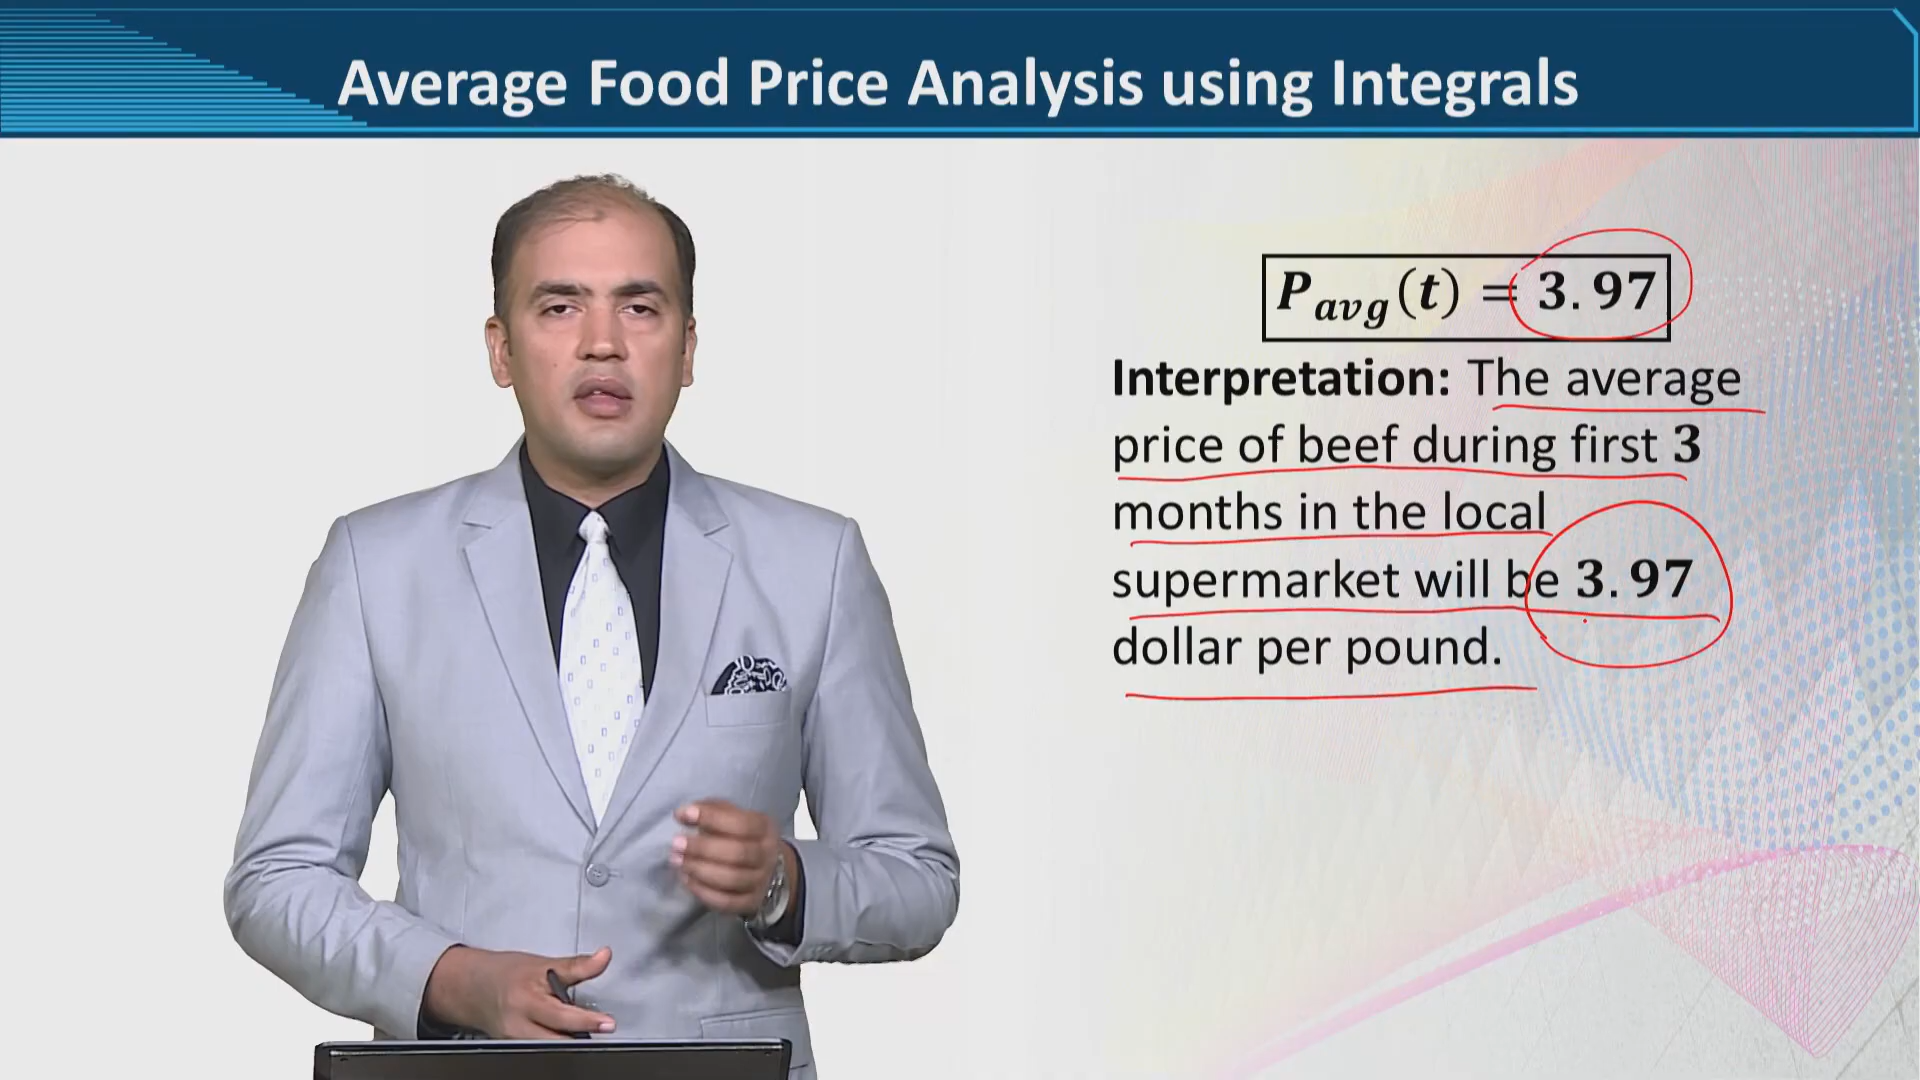 Average Food Price Analysis using Integrals
P_avg(t) = 3.97
Interpretation: The average
price of beef during first 3
months in the local
supermarket will be 3.97
dollar per pound.